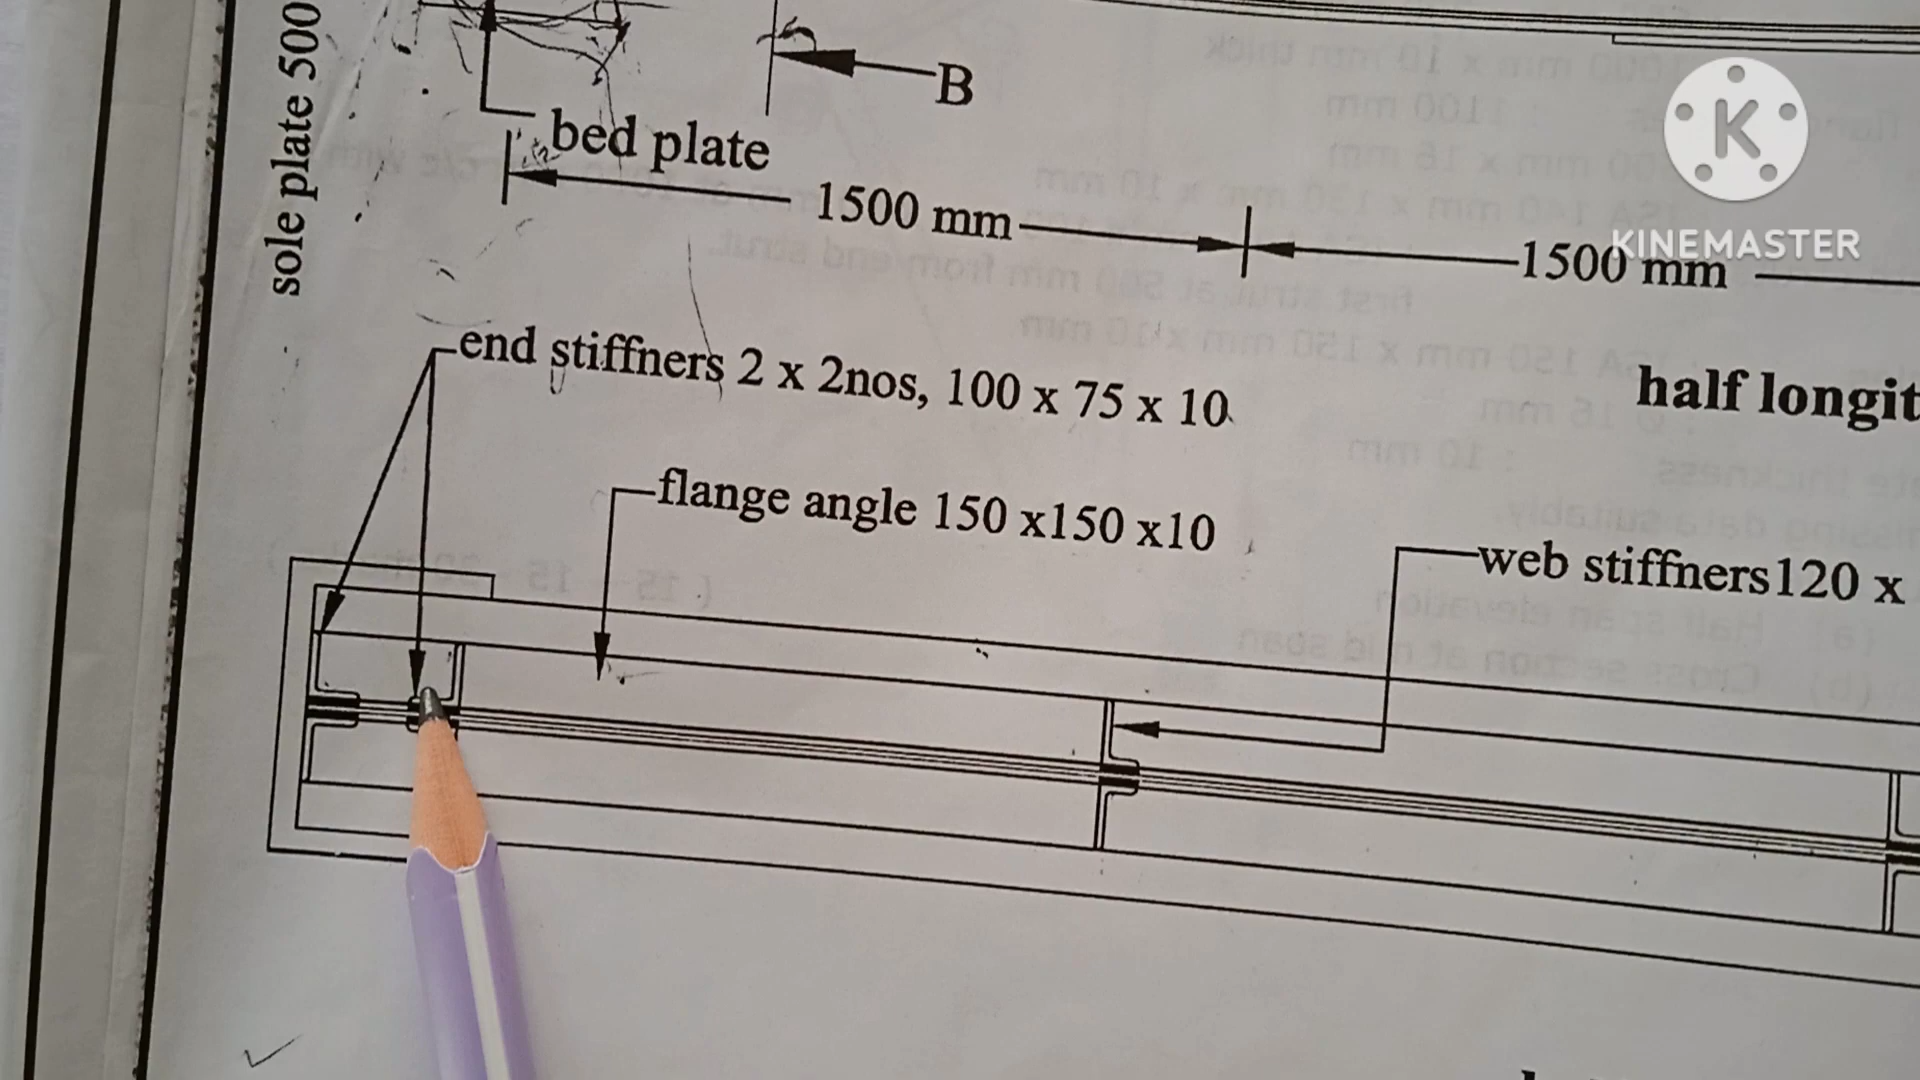 sole plate 500
B
bed plate
1500 mm
1500 mm
K
KINEMASTER
end stiffners 2 x 2nos, 100 x 75 x 10
half longit
flange angle 150 x150 x10
web stiffners120 x